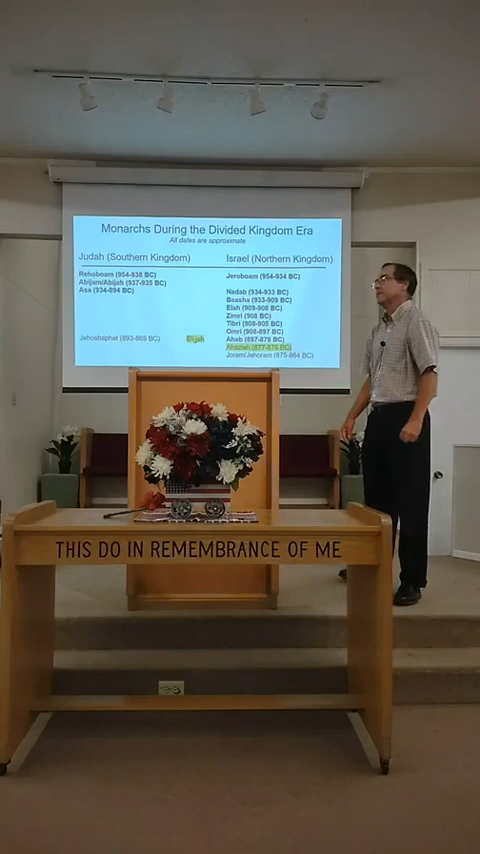 Monarchs During the Divided Kingdom Era
All dates are approximate
Judah (Southern Kingdom)
Rehoboam (954-938 BC)
Abijam/Abijah (937-935 BC)
Asa (934-894 BC)
Jehoshaphat (893-869 BC)
Elijah
Israel (Northern Kingdom)
Jeroboam (954-934 BC)
Nadab (934-933 BC)
Baasha (933-909 BC)
Elah (909-908 BC)
Zimri (908 BC)
Tibri (908-905 BC)
Omri (908-897 BC)
Ahab (897-876 BC)
Ahaziah (877-876 BC)
Joram/Jehoram (875-864 BC)
THIS DO IN REMEMBRANCE OF ME